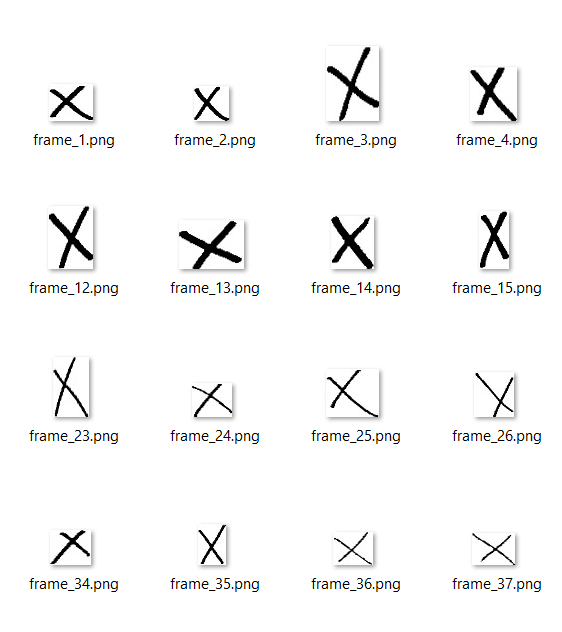 frame_1.png frame_2.png frame_3.png frame_4.png
frame_12.png frame_13.png frame_14.png frame_15.png
frame_23.png frame_24.png frame_25.png frame_26.png
frame_34.png frame_35.png frame_36.png frame_37.png